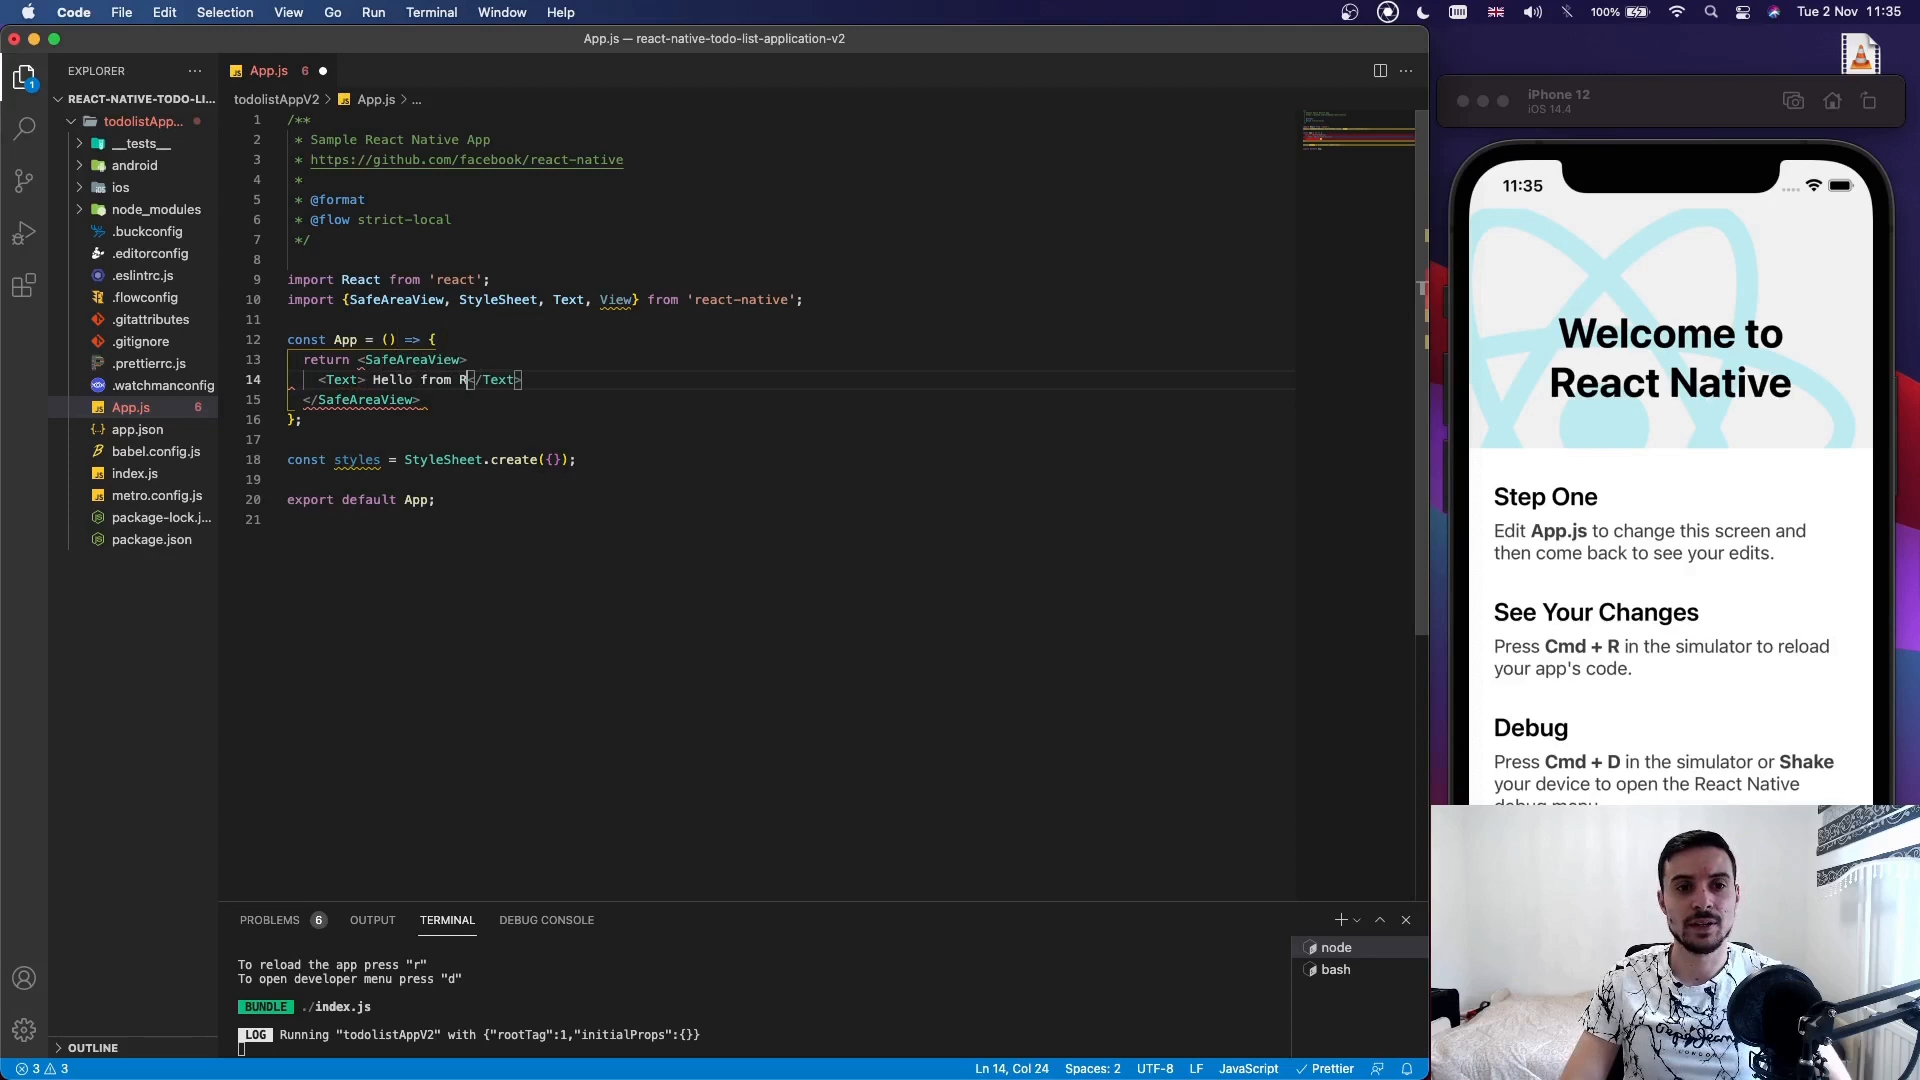 Code File Edit Selection View Go Run Terminal Window Help
100% Tue 2 Nov 11:35
App.js — react-native-todo-list-application-v2
EXPLORER
REACT-NATIVE-TODO-LI...
todolistApp...
__tests__
android
ios
node_modules
.buckconfig
.editorconfig
.eslintrc.js
.flowconfig
.gitattributes
.gitignore
.prettierrc.js
.watchmanconfig
App.js 6
app.json
babel.config.js
index.js
metro.config.js
package-lock.j...
package.json
OUTLINE
App.js 6
todolistAppV2 > App.js > ...
1 /**
2 * Sample React Native App
3 * https://github.com/facebook/react-native
4 *
5 * @format
6 * @flow strict-local
7 */
8
9 import React from 'react';
10 import {SafeAreaView, StyleSheet, Text, View} from 'react-native';
11
12 const App = () => {
13 return <SafeAreaView>
14 <Text> Hello from R</Text>
15 </SafeAreaView>
16 };
17
18 const styles = StyleSheet.create({});
19
20 export default App;
21
PROBLEMS 6 OUTPUT TERMINAL DEBUG CONSOLE
To reload the app press "r"
To open developer menu press "d"
BUNDLE ./index.js
LOG Running "todolistAppV2" with {"rootTag":1,"initialProps":{}}
node
bash
3 3
Ln 14, Col 24 Spaces: 2 UTF-8 LF JavaScript Prettier
iPhone 12
iOS 14.4
11:35
Welcome to
React Native
Step One
Edit App.js to change this screen and
then come back to see your edits.
See Your Changes
Press Cmd + R in the simulator to reload
your app's code.
Debug
Press Cmd + D in the simulator or Shake
your device to open the React Native
debug menu
Pepe Jeans
LONDON